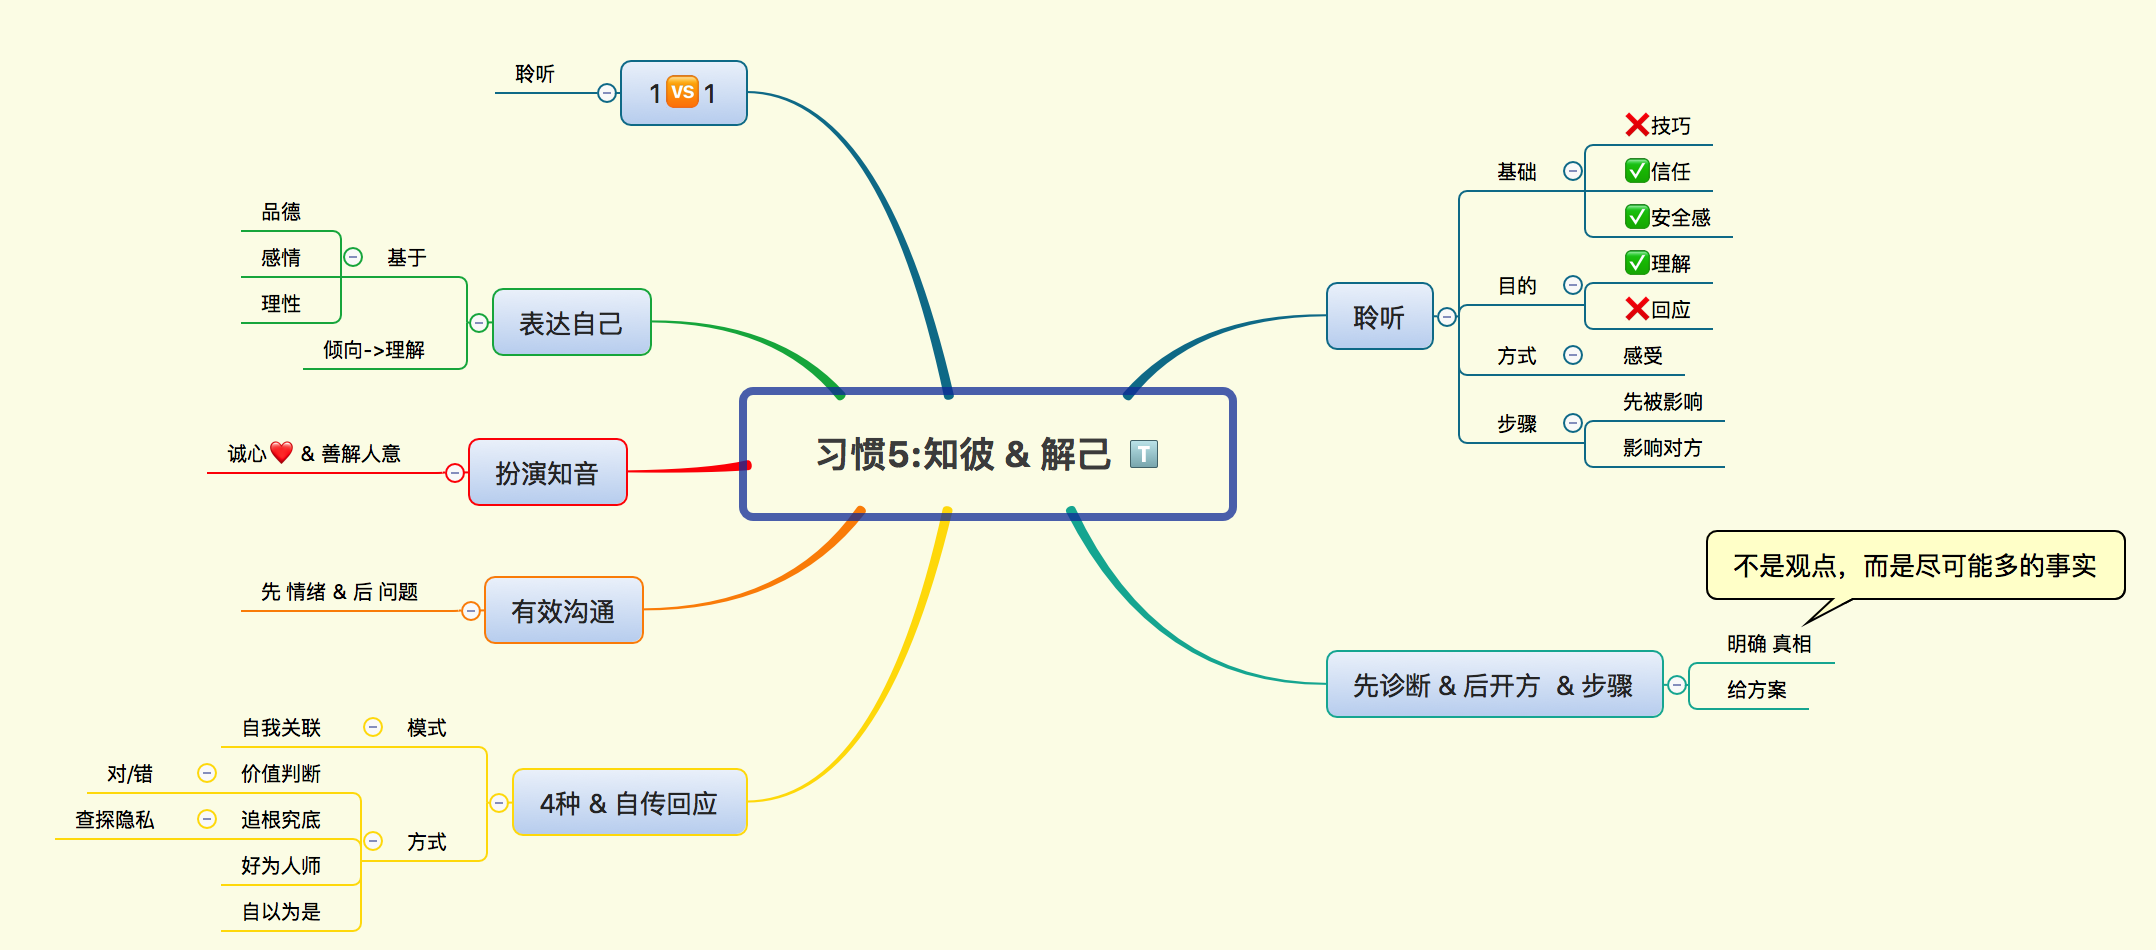 习惯5:知彼 & 解己
T
聆听
基础
❌技巧
✅信任
✅安全感
目的
✅理解
❌回应
方式
感受
步骤
先被影响
影响对方
先诊断 & 后开方 & 步骤
不是观点，而是尽可能多的事实
明确 真相
给方案
1🆚1
聆听
表达自己
基于
品德
感情
理性
倾向->理解
扮演知音
诚心❤️ & 善解人意
有效沟通
先 情绪 & 后 问题
4种 & 自传回应
模式
自我关联
方式
价值判断
对/错
追根究底
查探隐私
好为人师
自以为是